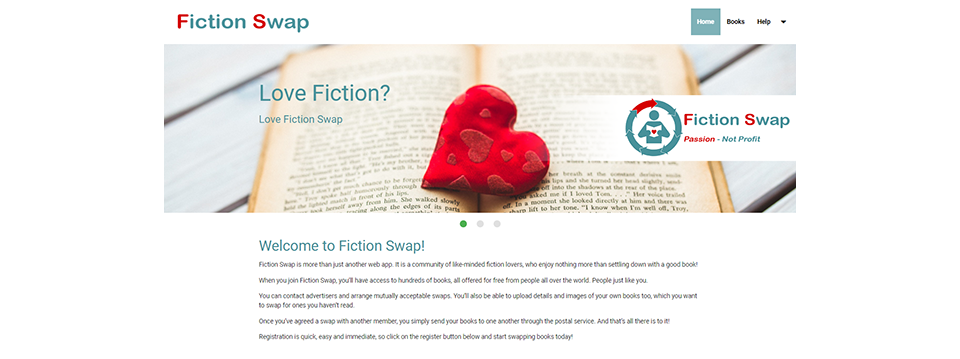 Fiction Swap
Home Books Help
Love Fiction?
Love Fiction Swap
Fiction Swap
Passion - Not Profit
Welcome to Fiction Swap!
Fiction Swap is more than just another web app. It is a community of like-minded fiction lovers, who enjoy nothing more than settling down with a good book!
When you join Fiction Swap, you'll have access to hundreds of books, all offered for free from people all over the world. People just like you.
You can contact advertisers and arrange mutually acceptable swaps. You'll also be able to upload details and images of your own books too, which you want
to swap for ones you haven't read.
Once you've agreed a swap with another member, you simply send your books to one another through the postal service. And that's all there is to it!
Registration is quick, easy and immediate, so click on the register button below and start swapping books today!